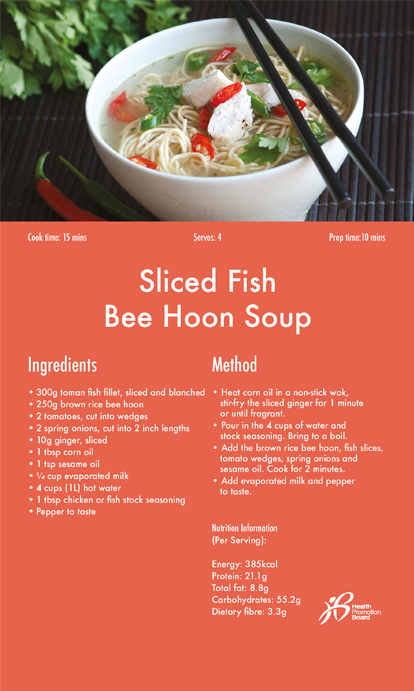 Cook time: 15 mins
Serves: 4
Prep time:10 mins
Sliced Fish
Bee Hoon Soup
Ingredients
• 300g toman fish fillet, sliced and blanched
• 250g brown rice bee hoon
• 2 tomatoes, cut into wedges
• 2 spring onions, cut into 2 inch lengths
• 10g ginger, sliced
• 1 tbsp corn oil
• 1 tsp sesame oil
• ¼ cup evaporated milk
• 4 cups (1L) hot water
• 1 tbsp chicken or fish stock seasoning
• Pepper to taste
Method
• Heat corn oil in a non-stick wok,
stir-fry the sliced ginger for 1 minute
or until fragrant.
• Pour in the 4 cups of water and
stock seasoning. Bring to a boil.
• Add the brown rice bee hoon, fish slices,
tomato wedges, spring onions and
sesame oil. Cook for 2 minutes.
• Add evaporated milk and pepper
to taste.
Nutrition Information
(Per Serving):
Energy: 385kcal
Protein: 21.1g
Total fat: 8.8g
Carbohydrates: 55.2g
Dietary fibre: 3.3g
Health
Promotion
Board